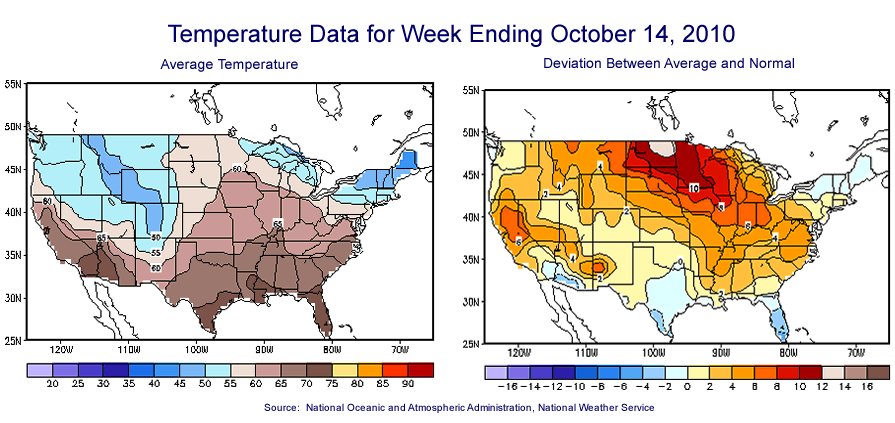 Temperature Data for Week Ending October 14, 2010
Average Temperature
Deviation Between Average and Normal
55N
50N
45N
40N
35N
30N
25N
60
60
65
65
50
55
60
120W 110W 100W 90W 80W 70W
20 25 30 35 40 45 50 55 60 65 70 75 80 85 90
55N
50N
45N
40N
35N
30N
25N
4
4
2
10
8
2
6
6
4
0
4
2
2
120W 110W 100W 90W 80W 70W
-16 -14 -12 -10 -8 -6 -4 -2 0 2 4 8 8 10 12 14 16
Source: National Oceanic and Atmospheric Administration, National Weather Service